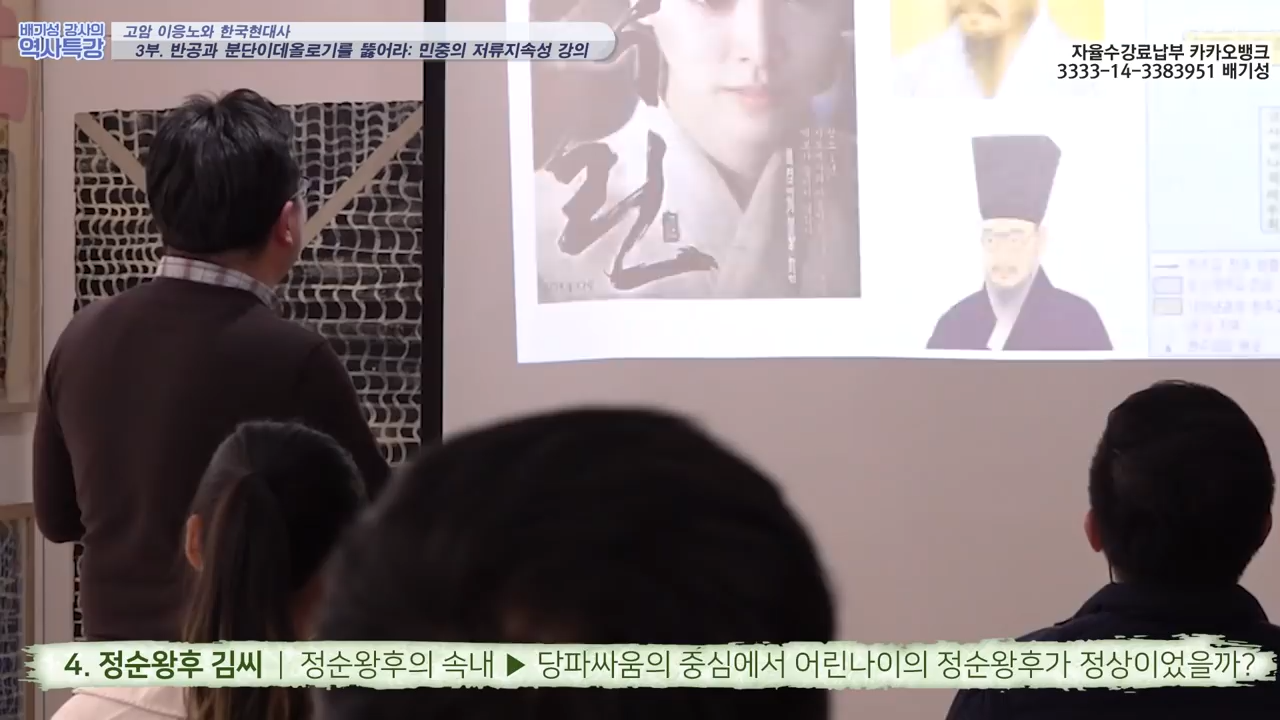 배기성 강사의
역사특강
고암 이응노와 한국현대사
3부. 반공과 분단이데올로기를 뚫어라: 민중의 저류지속성 강의
자율수강료납부 카카오뱅크
3333-14-3383951 배기성
린
4. 정순왕후 김씨 | 정순왕후의 속내 ▶ 당파싸움의 중심에서 어린나이의 정순왕후가 정상이었을까?